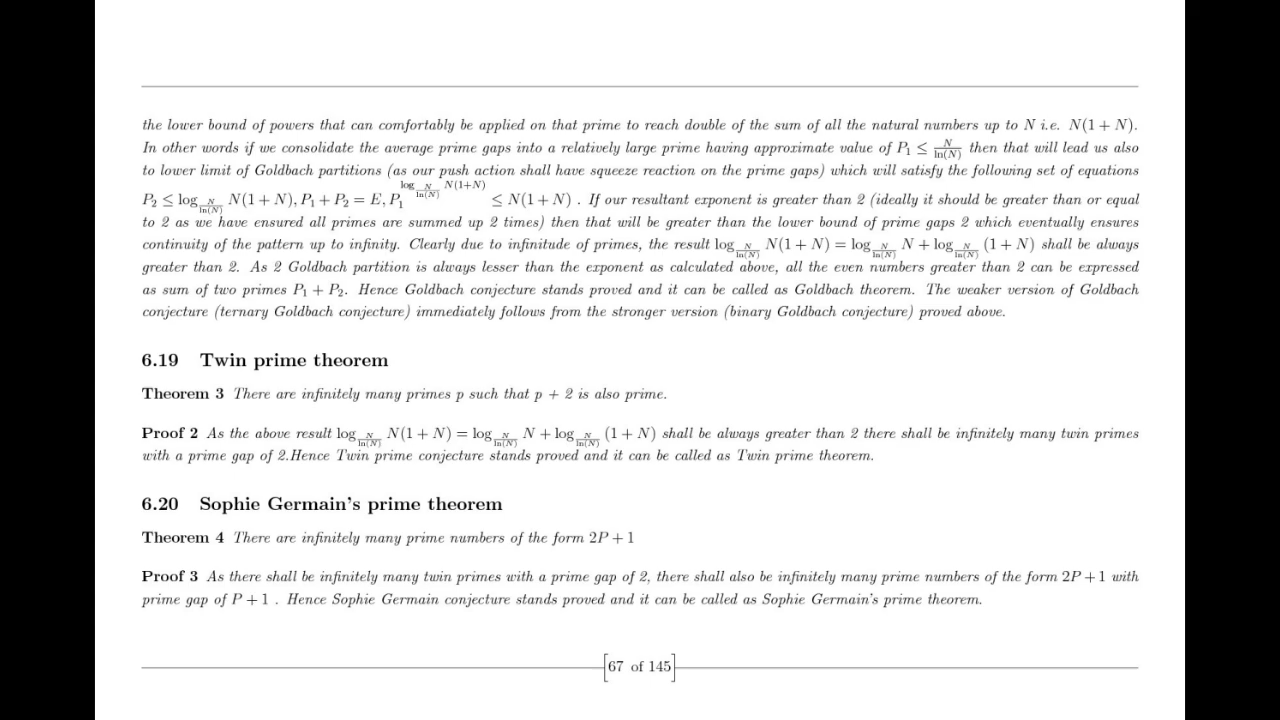 the lower bound of powers that can comfortably be applied on that prime to reach double of the sum of all the natural numbers up to N i.e. N(1 + N).
In other words if we consolidate the average prime gaps into a relatively large prime having approximate value of P₁ ≤ N/ln(N) then that will lead us also
to lower limit of Goldbach partitions (as our push action shall have squeeze reaction on the prime gaps) which will satisfy the following set of equations
P₂ ≤ log_{N/ln(N)} N(1 + N), P₁ + P₂ = E, P₁^{log_{N/ln(N)} N(1+N)} ≤ N(1 + N) . If our resultant exponent is greater than 2 (ideally it should be greater than or equal
to 2 as we have ensured all primes are summed up 2 times) then that will be greater than the lower bound of prime gaps 2 which eventually ensures
continuity of the pattern up to infinity. Clearly due to infinitude of primes, the result log_{N/ln(N)} N(1 + N) = log_{N/ln(N)} N + log_{N/ln(N)} (1 + N) shall be always
greater than 2. As 2 Goldbach partition is always lesser than the exponent as calculated above, all the even numbers greater than 2 can be expressed
as sum of two primes P₁ + P₂. Hence Goldbach conjecture stands proved and it can be called as Goldbach theorem. The weaker version of Goldbach
conjecture (ternary Goldbach conjecture) immediately follows from the stronger version (binary Goldbach conjecture) proved above.
6.19 Twin prime theorem
Theorem 3 There are infinitely many primes p such that p + 2 is also prime.
Proof 2 As the above result log_{N/ln(N)} N(1 + N) = log_{N/ln(N)} N + log_{N/ln(N)} (1 + N) shall be always greater than 2 there shall be infinitely many twin primes
with a prime gap of 2.Hence Twin prime conjecture stands proved and it can be called as Twin prime theorem.
6.20 Sophie Germain's prime theorem
Theorem 4 There are infinitely many prime numbers of the form 2P + 1
Proof 3 As there shall be infinitely many twin primes with a prime gap of 2, there shall also be infinitely many prime numbers of the form 2P + 1 with
prime gap of P + 1 . Hence Sophie Germain conjecture stands proved and it can be called as Sophie Germain's prime theorem.
[67 of 145]